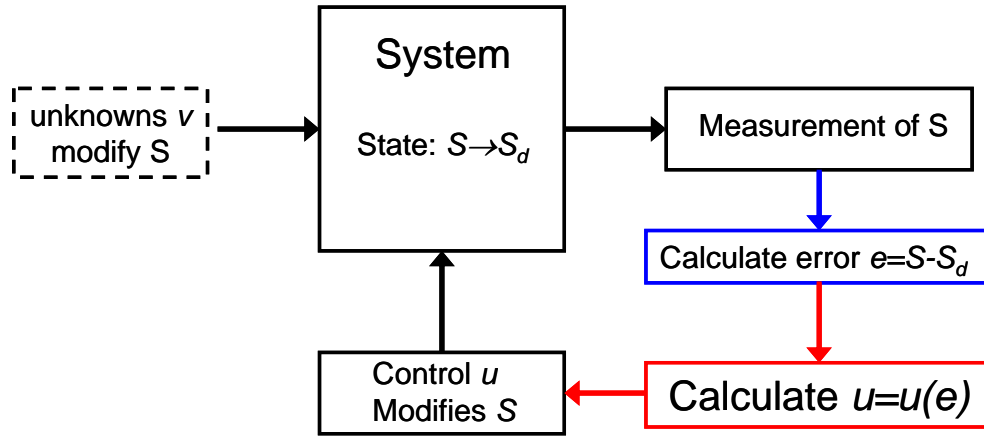 System
unknowns v
modify S
State: S→S_d
Measurement of S
Calculate error e=S-S_d
Control u
Modifies S
Calculate u=u(e)